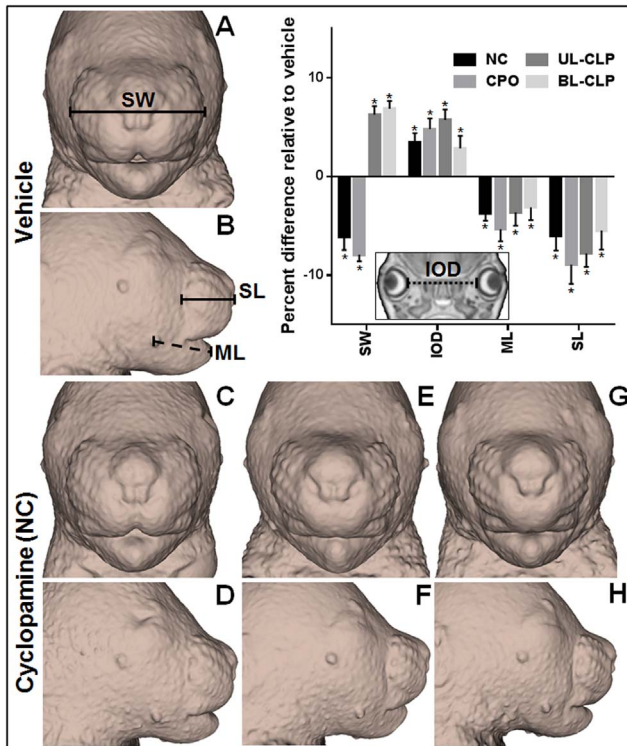 Vehicle
A
SW
B
SL
ML
Percent difference relative to vehicle
10
0
-10
NC
UL-CLP
CPO
BL-CLP
* * * * * * * * * * * * * * * *
IOD
SW
IOD
ML
SL
Cyclopamine (NC)
C
E
G
D
F
H